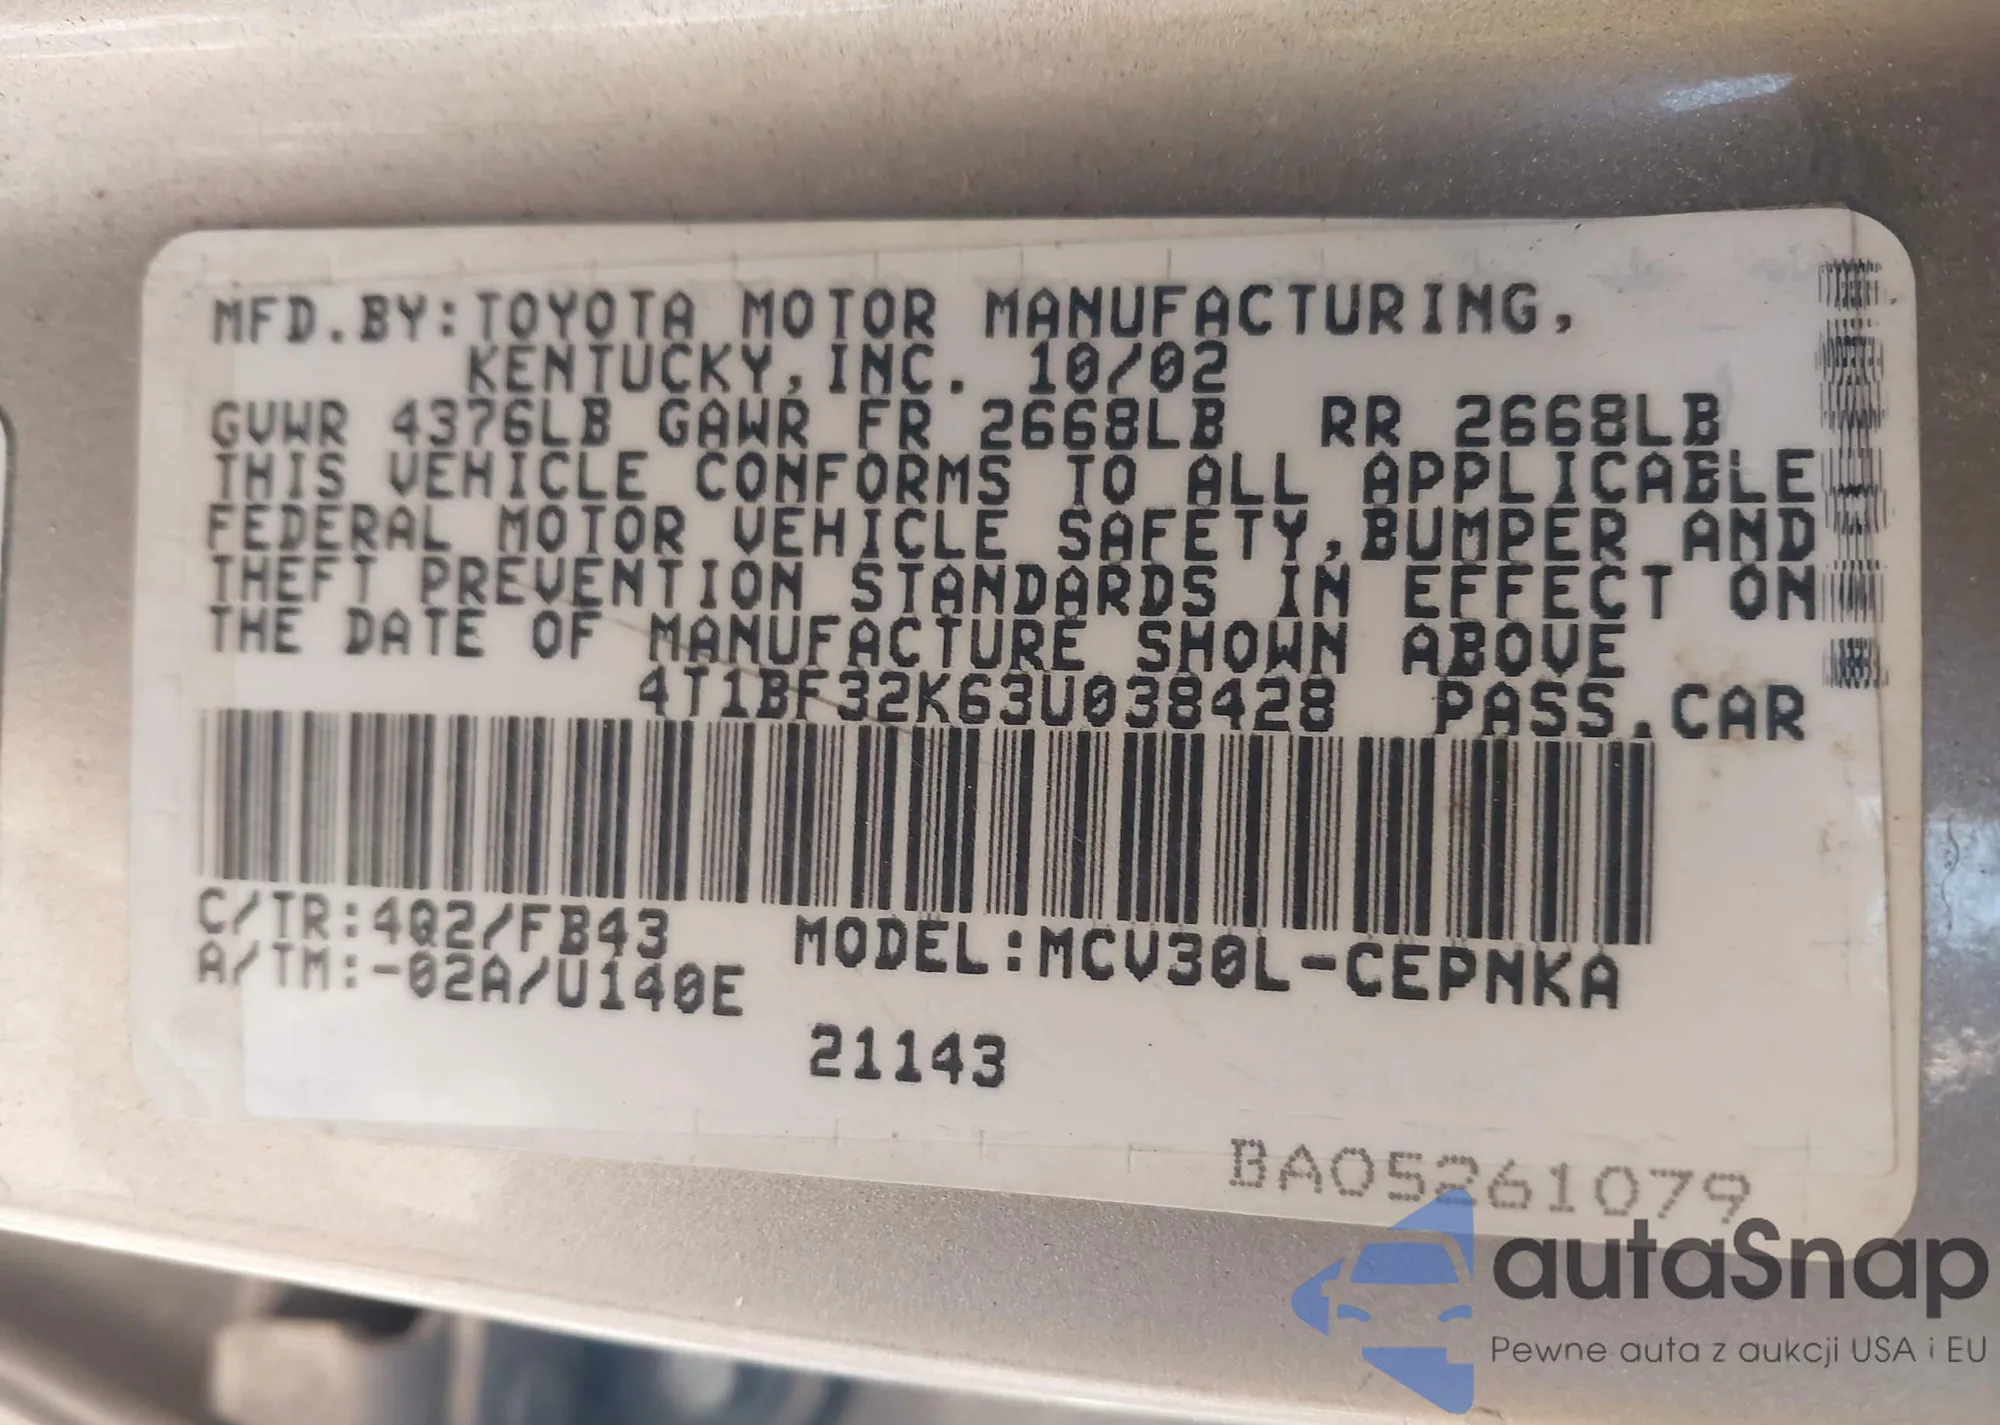 MFD.BY:TOYOTA MOTOR MANUFACTURING,
KENTUCKY,INC. 10/02
GVWR 4376LB GAWR FR 2668LB RR 2668LB
THIS VEHICLE CONFORMS TO ALL APPLICABLE
FEDERAL MOTOR VEHICLE SAFETY,BUMPER AND
THEFT PREVENTION STANDARDS IN EFFECT ON
THE DATE OF MANUFACTURE SHOWN ABOVE
4T1BF32K63U038428 PASS.CAR
C/TR:4Q2/FB43 MODEL:MCV30L-CEPNKA
A/TM:-02A/U140E
21143
BA05261079
autaSnap
Pewne auta z aukcji USA i EU